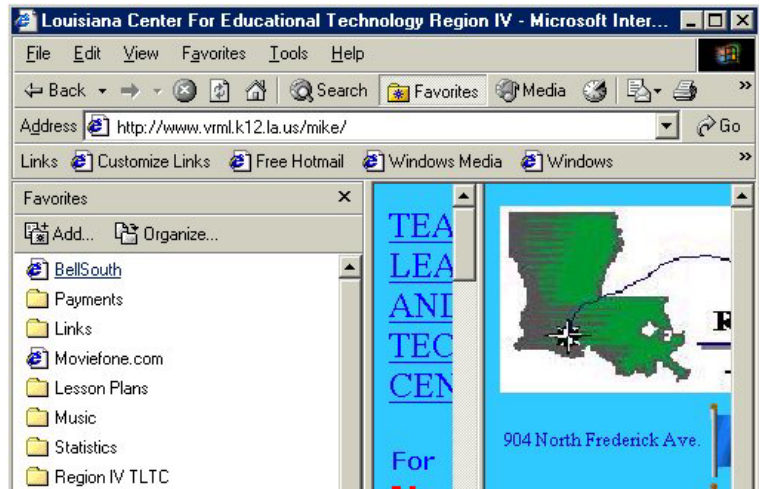 Louisiana Center For Educational Technology Region IV - Microsoft Inter...
File Edit View Favorites Tools Help
Back Search Favorites Media »
Address http://www.vrml.k12.la.us/mike/ Go
Links Customize Links Free Hotmail Windows Media Windows »
Favorites ×
Add... Organize...
BellSouth
Payments
Links
Moviefone.com
Lesson Plans
Music
Statistics
Region IV TLTC
TEA
LEA
AND
TEC
CEN
For
R
904 North Frederick Ave.